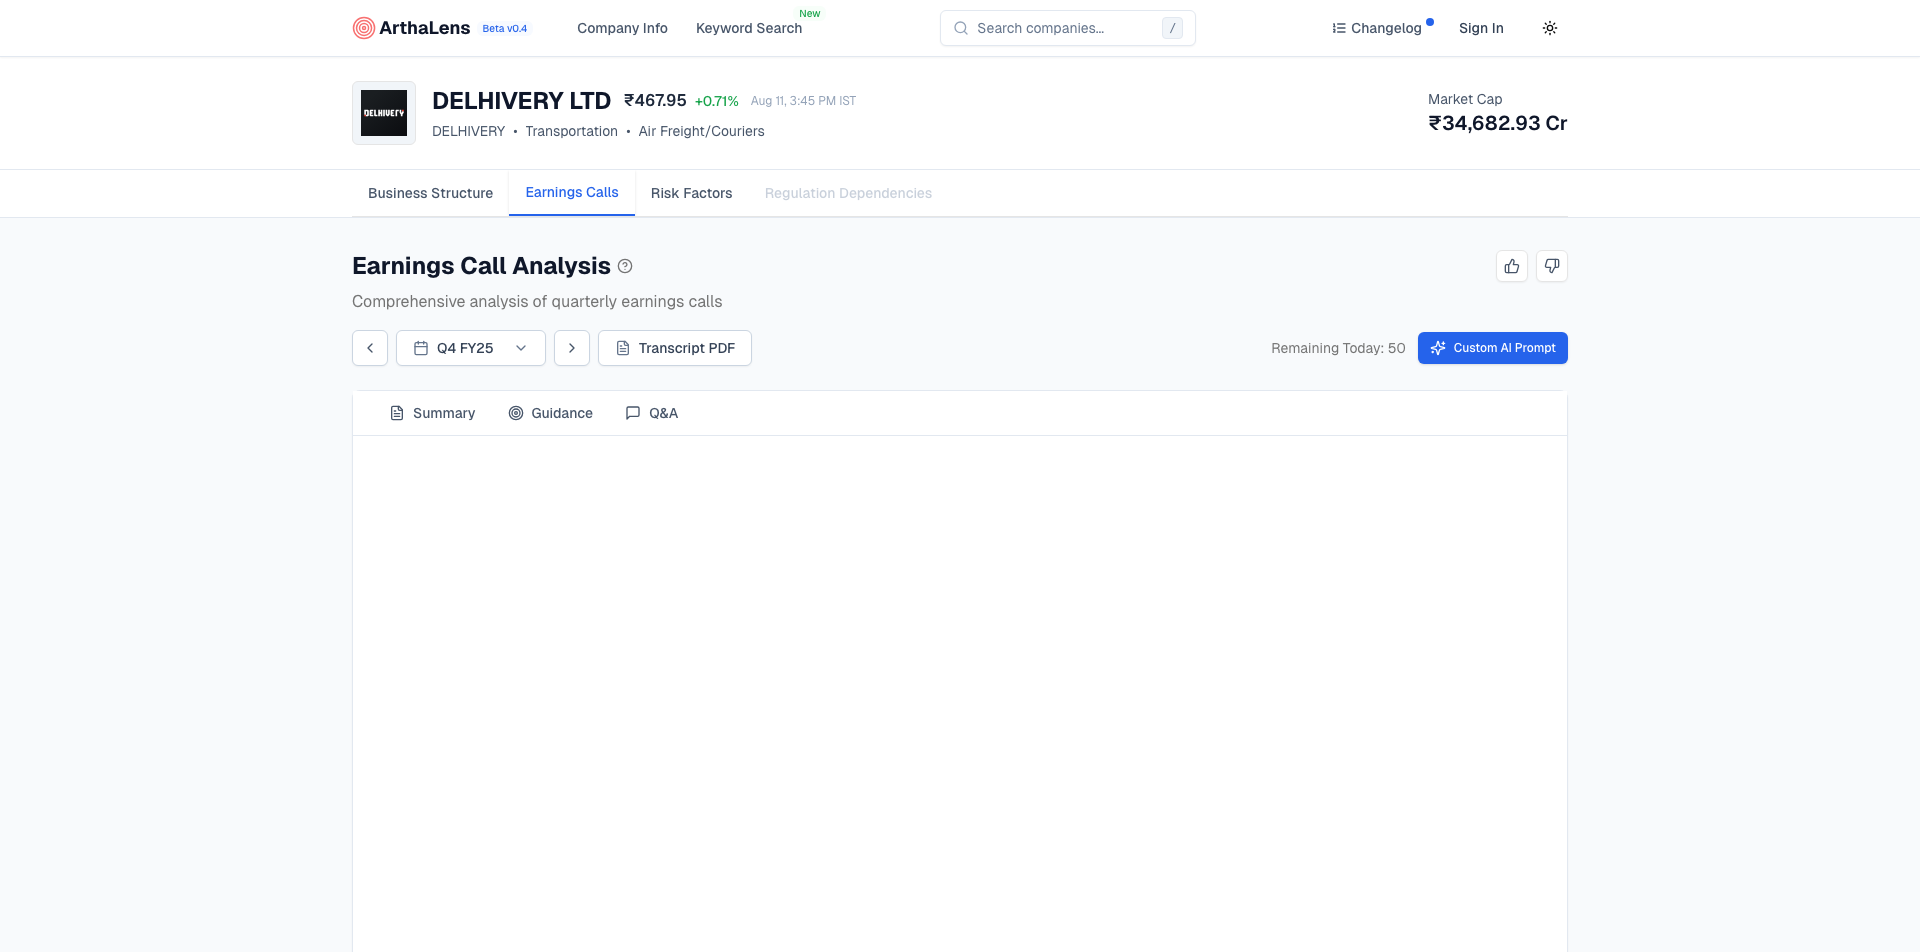 ArthaLens Beta v0.4 Company Info Keyword Search New Search companies... / Changelog Sign In
DELHIVERY
DELHIVERY LTD ₹467.95 +0.71% Aug 11, 3:45 PM IST
DELHIVERY • Transportation • Air Freight/Couriers
Market Cap
₹34,682.93 Cr
Business Structure Earnings Calls Risk Factors Regulation Dependencies
Earnings Call Analysis
Comprehensive analysis of quarterly earnings calls
Q4 FY25 Transcript PDF Remaining Today: 50 Custom AI Prompt
Summary Guidance Q&A